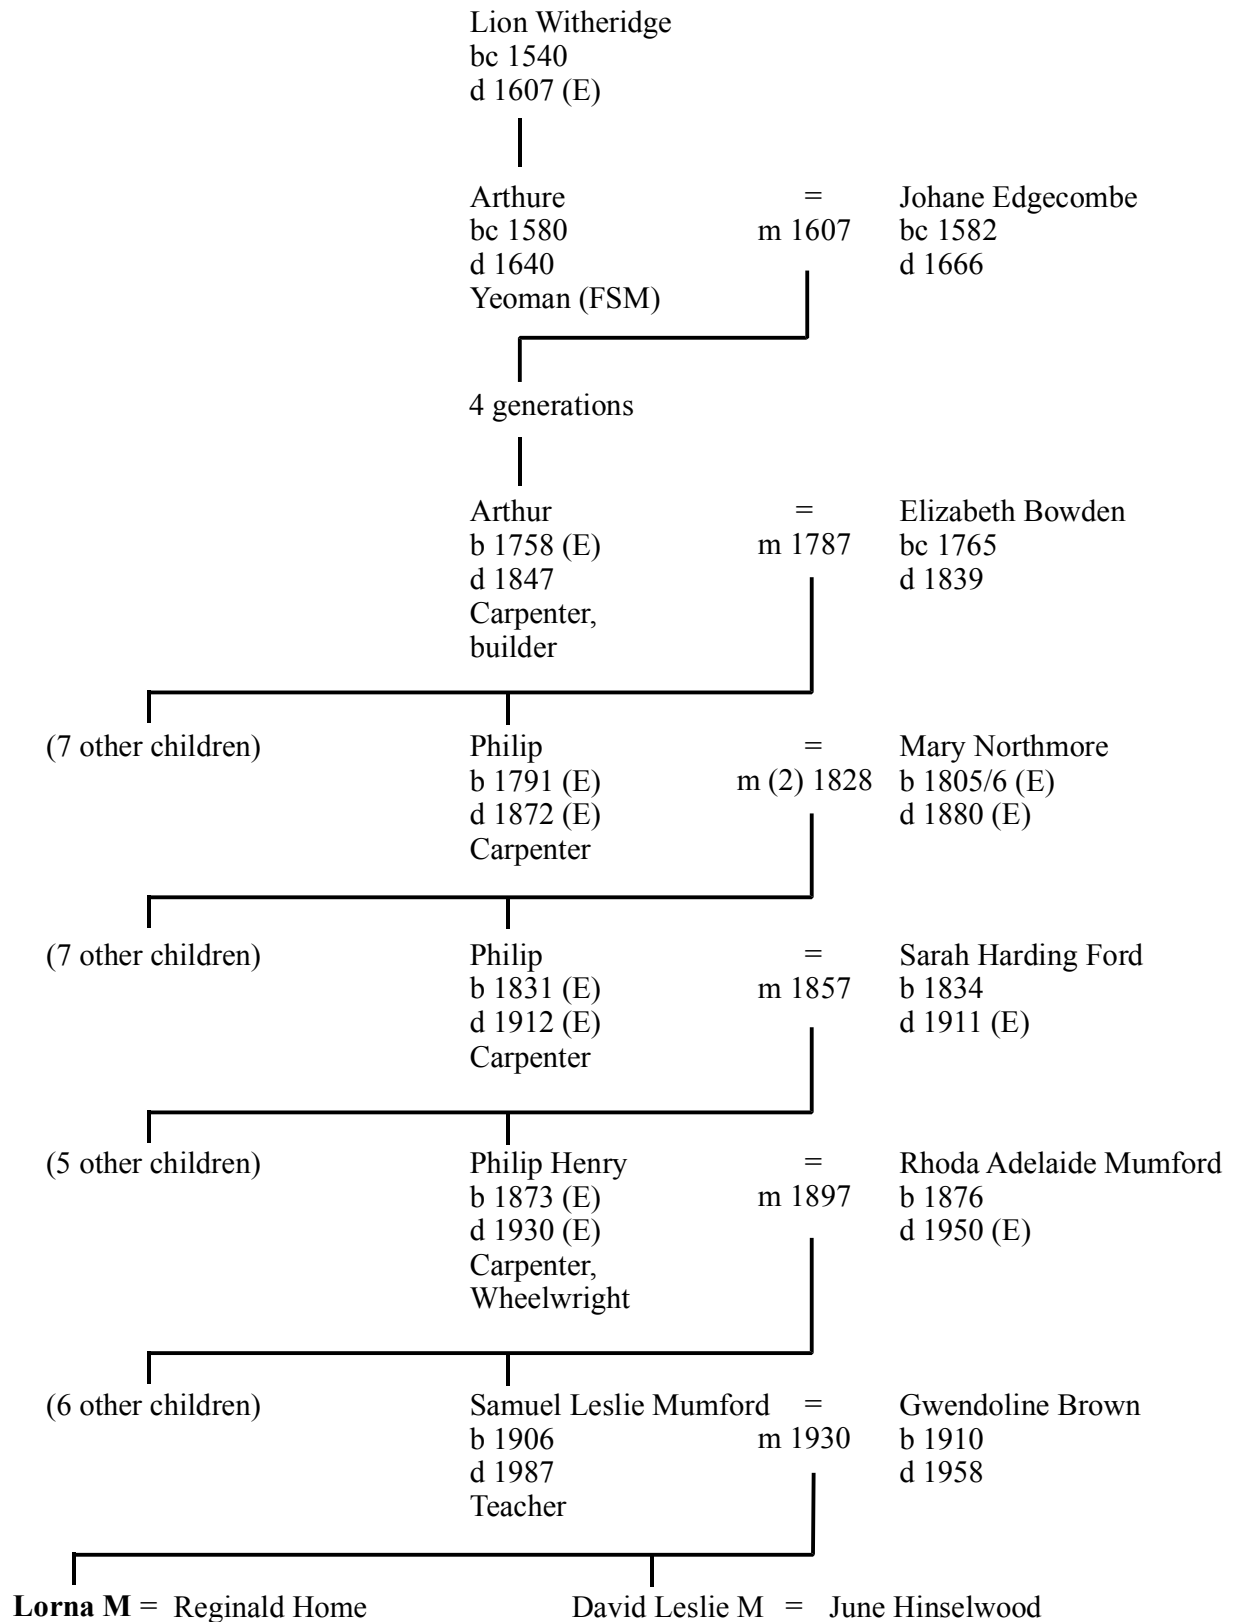 Lion Witheridge
bc 1540
d 1607 (E)
Arthure = Johane Edgecombe
bc 1580 m 1607 bc 1582
d 1640 d 1666
Yeoman (FSM)
4 generations
Arthur = Elizabeth Bowden
b 1758 (E) m 1787 bc 1765
d 1847 d 1839
Carpenter,
builder
(7 other children) Philip = Mary Northmore
b 1791 (E) m (2) 1828 b 1805/6 (E)
d 1872 (E) d 1880 (E)
Carpenter
(7 other children) Philip = Sarah Harding Ford
b 1831 (E) m 1857 b 1834
d 1912 (E) d 1911 (E)
Carpenter
(5 other children) Philip Henry = Rhoda Adelaide Mumford
b 1873 (E) m 1897 b 1876
d 1930 (E) d 1950 (E)
Carpenter,
Wheelwright
(6 other children) Samuel Leslie Mumford = Gwendoline Brown
b 1906 m 1930 b 1910
d 1987 d 1958
Teacher
Lorna M = Reginald Home David Leslie M = June Hinselwood